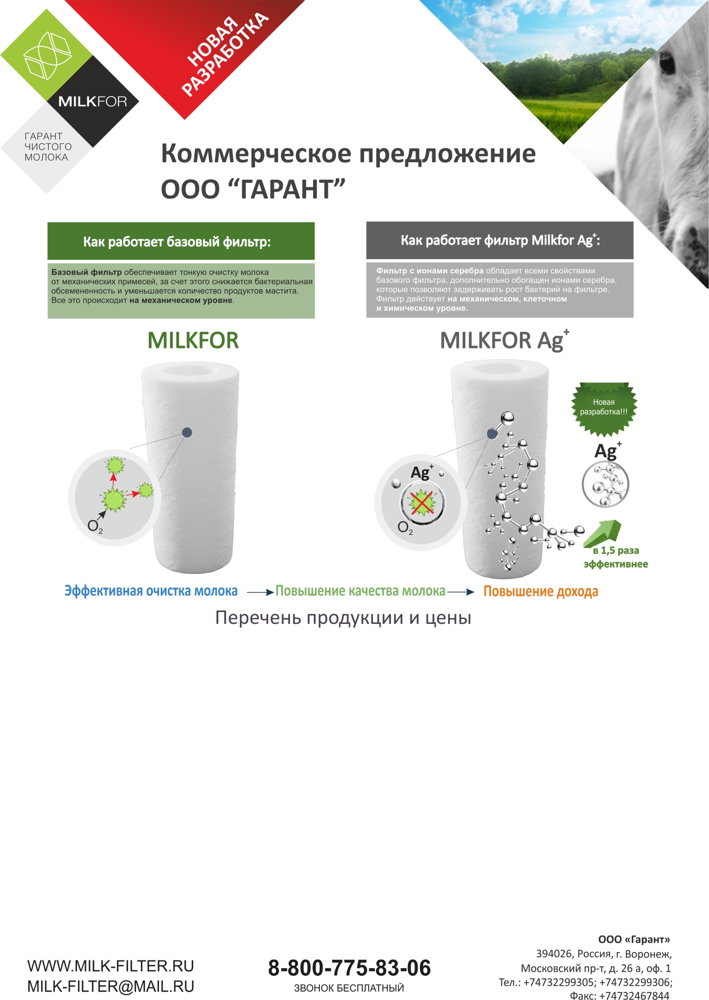 НОВАЯ
РАЗРАБОТКА
MILKFOR
ГАРАНТ
ЧИСТОГО
МОЛОКА
Коммерческое предложение
ООО “ГАРАНТ”
Как работает базовый фильтр:
Базовый фильтр обеспечивает тонкую очистку молока
от механических примесей, за счет этого снижается бактериальная
обсемененность и уменьшается количество продуктов мастита.
Все это происходит на механическом уровне.
Как работает фильтр Milkfor Ag⁺:
Фильтр с ионами серебра обладает всеми свойствами
базового фильтра, дополнительно обогащен ионами серебра,
которые позволяют задерживать рост бактерий на фильтре.
Фильтр действует на механическом, клеточном
и химическом уровне.
MILKFOR
O₂
MILKFOR Ag⁺
Ag⁺
O₂
Новая
разработка!!!
Ag⁺
в 1,5 раза
эффективнее
Эффективная очистка молока
Повышение качества молока
Повышение дохода
Перечень продукции и цены
WWW.MILK-FILTER.RU
MILK-FILTER@MAIL.RU
8-800-775-83-06
ЗВОНОК БЕСПЛАТНЫЙ
ООО «Гарант»
394026, Россия, г. Воронеж,
Московский пр-т, д. 26 а, оф. 1
Тел.: +74732299305; +74732299306;
Факс: +74732467844